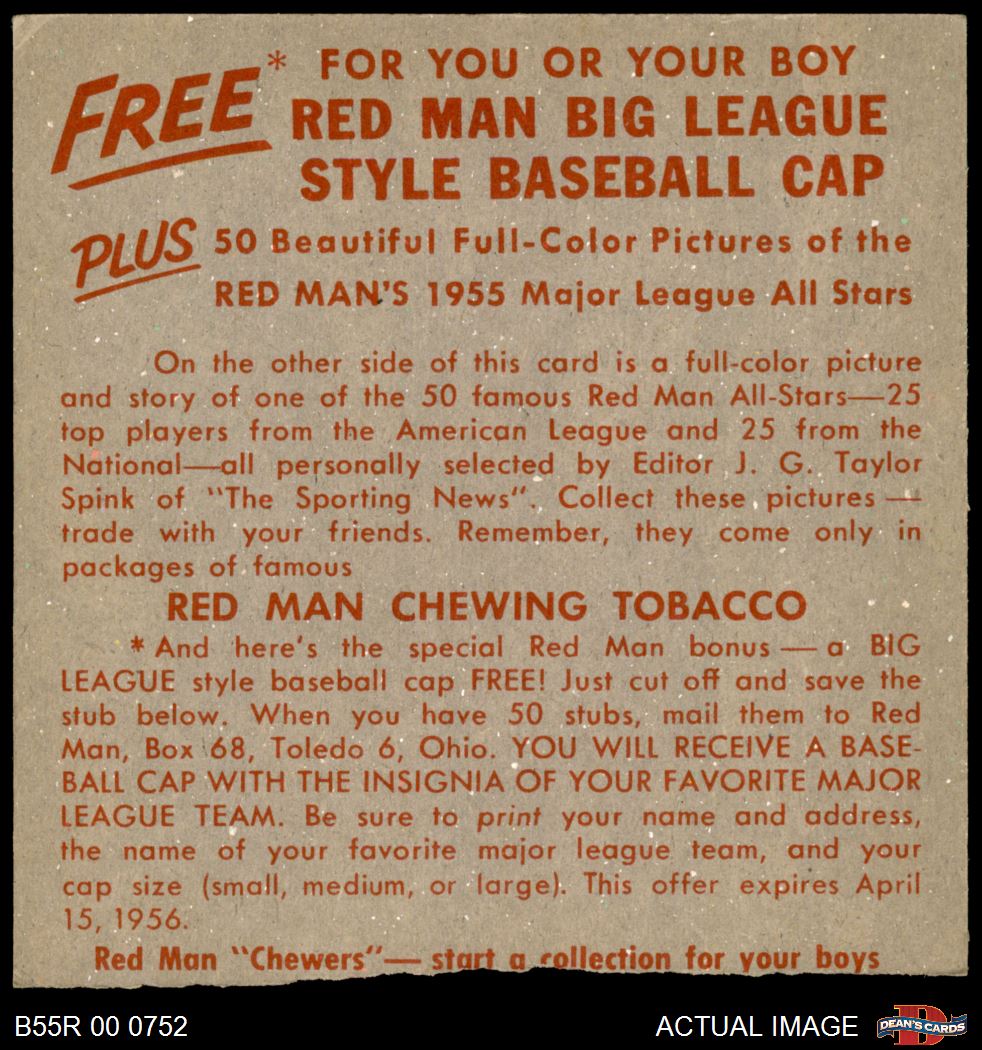 FREE* FOR YOU OR YOUR BOY
RED MAN BIG LEAGUE
STYLE BASEBALL CAP
PLUS 50 Beautiful Full-Color Pictures of the
RED MAN'S 1955 Major League All Stars
On the other side of this card is a full-color picture
and story of one of the 50 famous Red Man All-Stars—25
top players from the American League and 25 from the
National—all personally selected by Editor J. G. Taylor
Spink of "The Sporting News". Collect these pictures —
trade with your friends. Remember, they come only in
packages of famous
RED MAN CHEWING TOBACCO
* And here's the special Red Man bonus — a BIG
LEAGUE style baseball cap FREE! Just cut off and save the
stub below. When you have 50 stubs, mail them to Red
Man, Box 68, Toledo 6, Ohio. YOU WILL RECEIVE A BASE-
BALL CAP WITH THE INSIGNIA OF YOUR FAVORITE MAJOR
LEAGUE TEAM. Be sure to print your name and address,
the name of your favorite major league team, and your
cap size (small, medium, or large). This offer expires April
15, 1956.
Red Man "Chewers"— start a collection for your boys
B55R 00 0752
ACTUAL IMAGE
D
DEAN'S CARDS